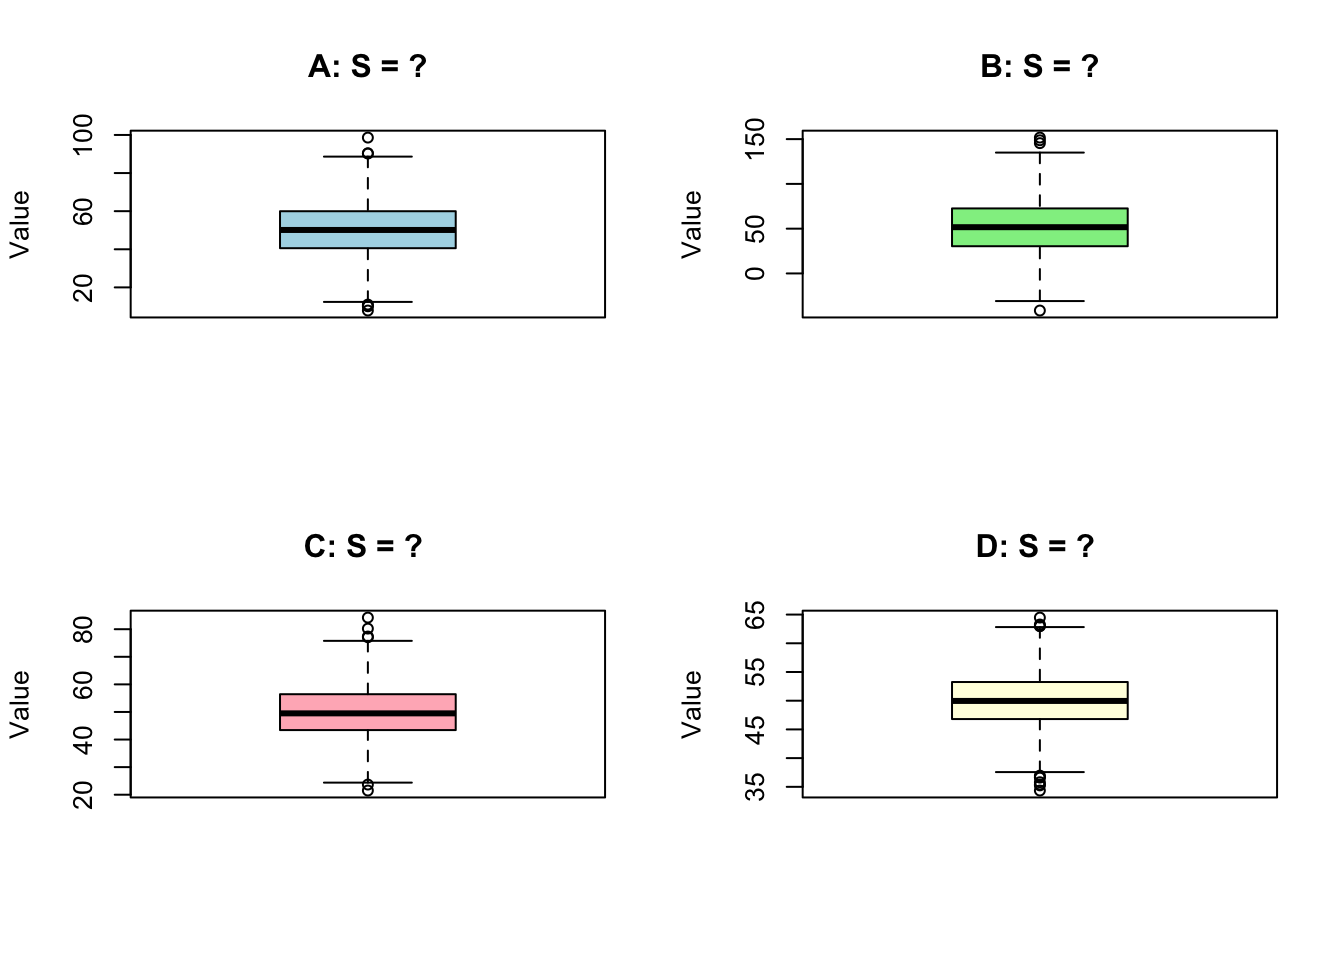 A: S = ?
Value
100
60
20
B: S = ?
Value
150
50
0
C: S = ?
Value
80
60
40
20
D: S = ?
Value
65
55
45
35